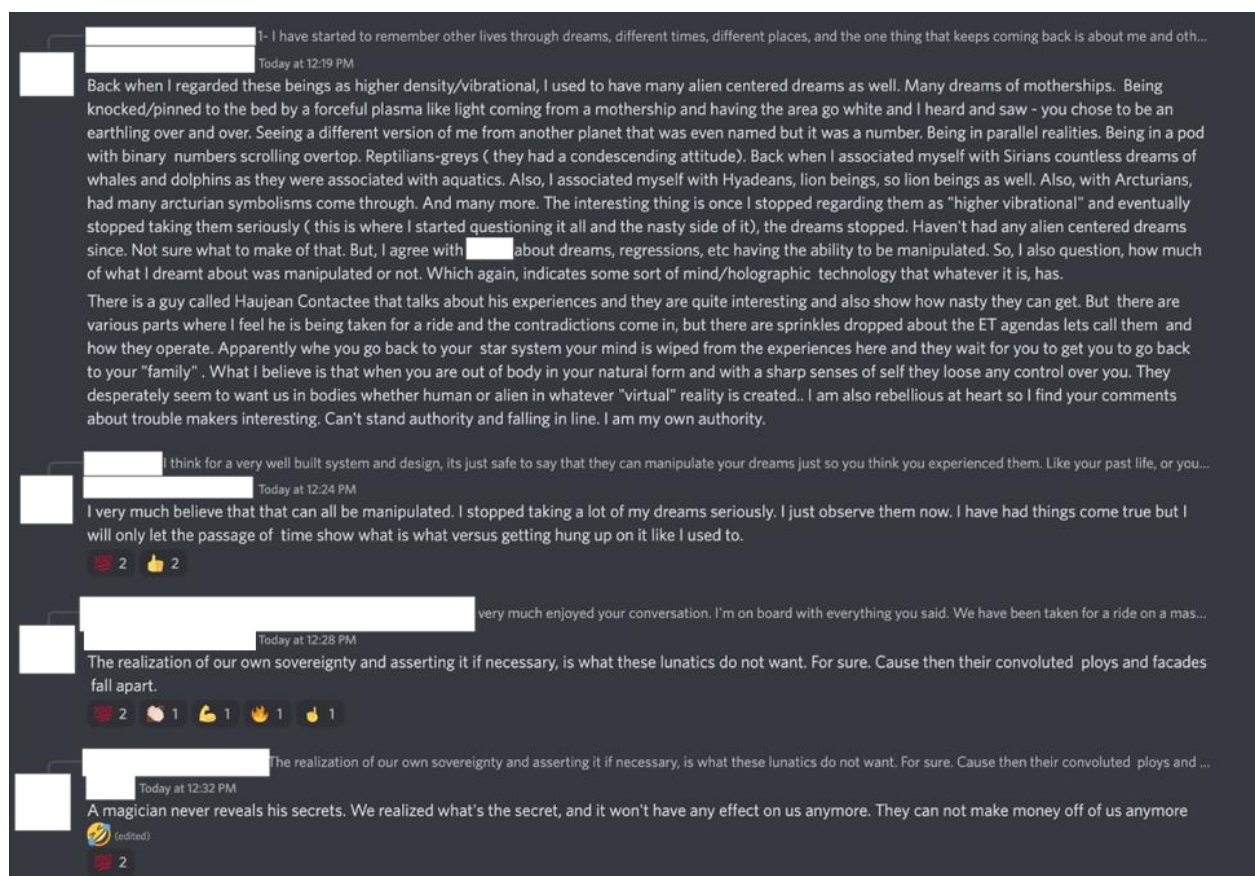 1- I have started to remember other lives through dreams, different times, different places, and the one thing that keeps coming back is about me and oth...
Today at 12:19 PM
Back when I regarded these beings as higher density/vibrational, I used to have many alien centered dreams as well. Many dreams of motherships. Being
knocked/pinned to the bed by a forceful plasma like light coming from a mothership and having the area go white and I heard and saw - you chose to be an
earthling over and over. Seeing a different version of me from another planet that was even named but it was a number. Being in parallel realities. Being in a pod
with binary numbers scrolling overtop. Reptilians-greys ( they had a condescending attitude). Back when I associated myself with Sirians countless dreams of
whales and dolphins as they were associated with aquatics. Also, I associated myself with Hyadeans, lion beings, so lion beings as well. Also, with Arcturians,
had many arcturian symbolisms come through. And many more. The interesting thing is once I stopped regarding them as "higher vibrational" and eventually
stopped taking them seriously ( this is where I started questioning it all and the nasty side of it), the dreams stopped. Haven't had any alien centered dreams
since. Not sure what to make of that. But, I agree with about dreams, regressions, etc having the ability to be manipulated. So, I also question, how much
of what I dreamt about was manipulated or not. Which again, indicates some sort of mind/holographic technology that whatever it is, has.
There is a guy called Haujean Contactee that talks about his experiences and they are quite interesting and also show how nasty they can get. But there are
various parts where I feel he is being taken for a ride and the contradictions come in, but there are sprinkles dropped about the ET agendas lets call them and
how they operate. Apparently whe you go back to your star system your mind is wiped from the experiences here and they wait for you to get you to go back
to your "family" . What I believe is that when you are out of body in your natural form and with a sharp senses of self they loose any control over you. They
desperately seem to want us in bodies whether human or alien in whatever "virtual" reality is created.. I am also rebellious at heart so I find your comments
about trouble makers interesting. Can't stand authority and falling in line. I am my own authority.
I think for a very well built system and design, its just safe to say that they can manipulate your dreams just so you think you experienced them. Like your past life, or you...
Today at 12:24 PM
I very much believe that that can all be manipulated. I stopped taking a lot of my dreams seriously. I just observe them now. I have had things come true but I
will only let the passage of time show what is what versus getting hung up on it like I used to.
💯 2 👍 2
very much enjoyed your conversation. I'm on board with everything you said. We have been taken for a ride on a mas...
Today at 12:28 PM
The realization of our own sovereignty and asserting it if necessary, is what these lunatics do not want. For sure. Cause then their convoluted ploys and facades
fall apart.
💯 2 👏🏻 1 💪 1 🔥 1 ☝️ 1
The realization of our own sovereignty and asserting it if necessary, is what these lunatics do not want. For sure. Cause then their convoluted ploys and ...
Today at 12:32 PM
A magician never reveals his secrets. We realized what's the secret, and it won't have any effect on us anymore. They can not make money off of us anymore
🤣 (edited)
💯 2